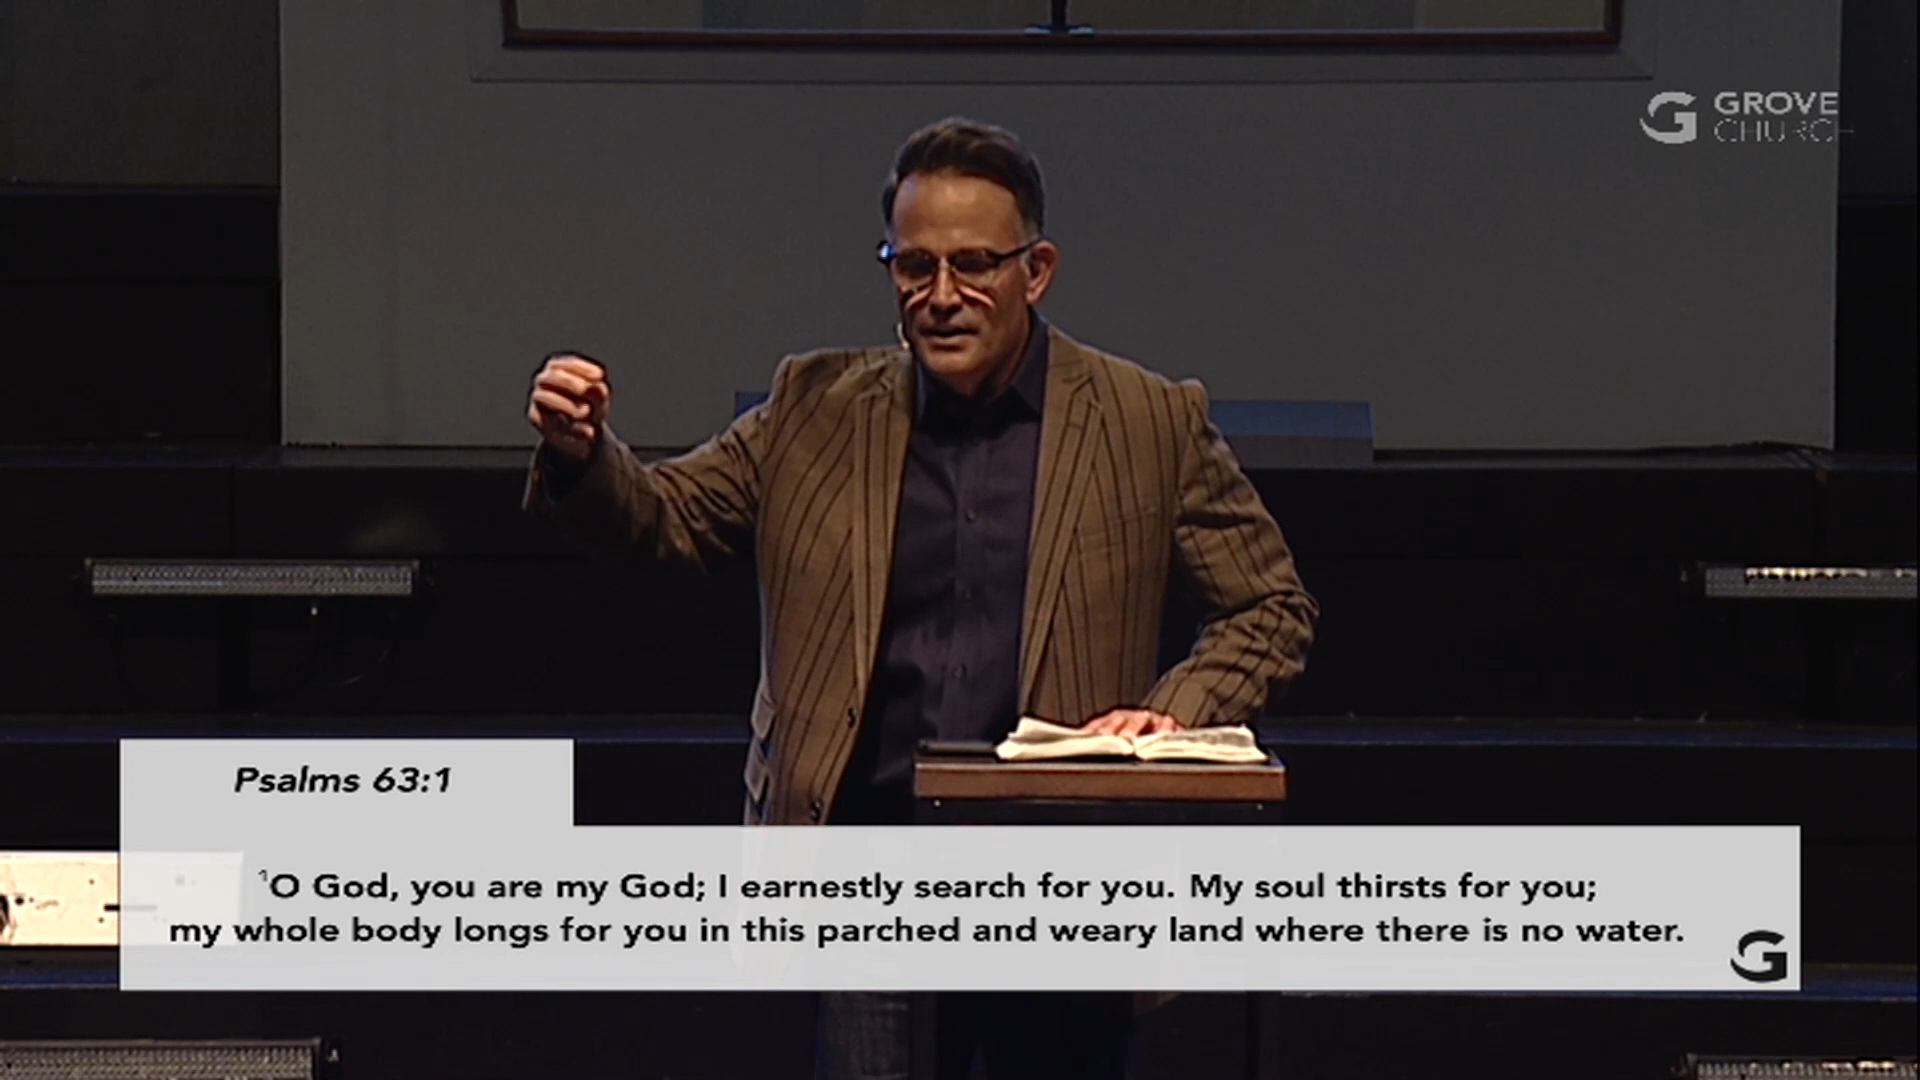 GROVE
CHURCH
Psalms 63:1
¹O God, you are my God; I earnestly search for you. My soul thirsts for you;
my whole body longs for you in this parched and weary land where there is no water.